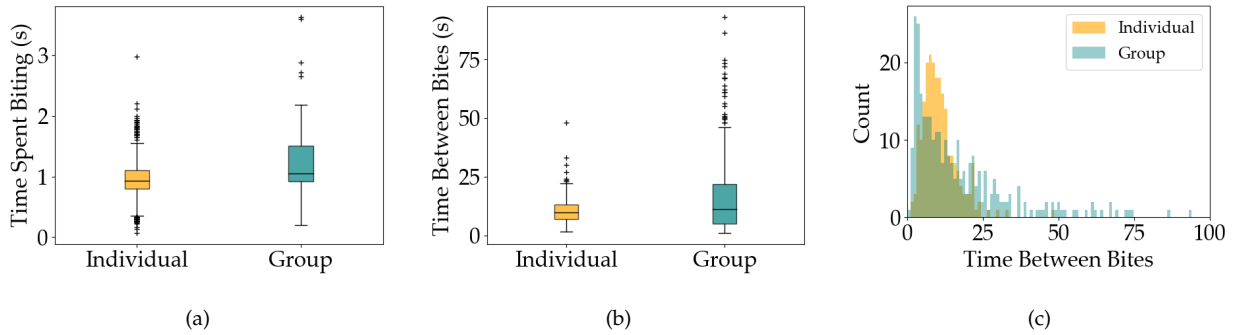 Time Spent Biting (s)
3
2
1
0
Individual Group
(a)
Time Between Bites (s)
75
50
25
0
Individual Group
(b)
Count
20
10
0
Individual
Group
0 25 50 75 100
Time Between Bites
(c)